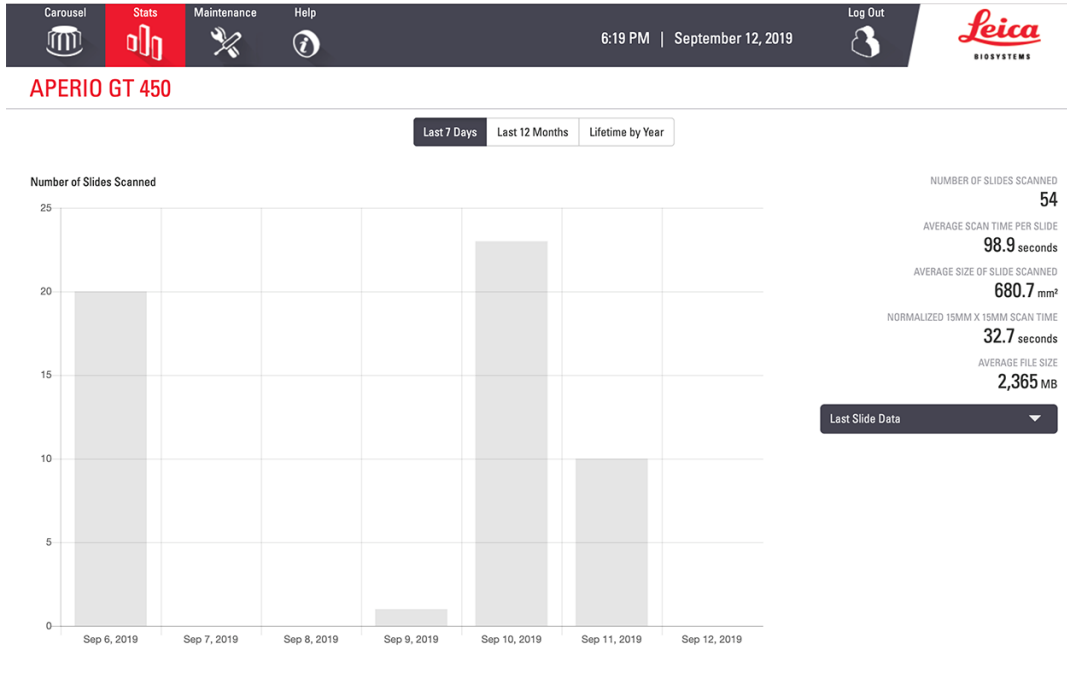 Carousel Stats Maintenance Help Log Out
6:19 PM | September 12, 2019
Leica
BIOSYSTEMS
APERIO GT 450
Last 7 Days Last 12 Months Lifetime by Year
Number of Slides Scanned
25
20
15
10
5
0
Sep 6, 2019 Sep 7, 2019 Sep 8, 2019 Sep 9, 2019 Sep 10, 2019 Sep 11, 2019 Sep 12, 2019
NUMBER OF SLIDES SCANNED
54
AVERAGE SCAN TIME PER SLIDE
98.9 seconds
AVERAGE SIZE OF SLIDE SCANNED
680.7 mm²
NORMALIZED 15MM X 15MM SCAN TIME
32.7 seconds
AVERAGE FILE SIZE
2,365 MB
Last Slide Data